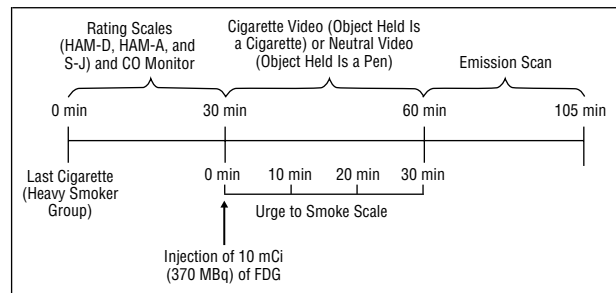 Rating Scales
(HAM-D, HAM-A, and
S-J) and CO Monitor
Cigarette Video (Object Held Is
a Cigarette) or Neutral Video
(Object Held Is a Pen)
Emission Scan
0 min
30 min
60 min
105 min
Last Cigarette
(Heavy Smoker
Group)
0 min
10 min
20 min
30 min
Urge to Smoke Scale
Injection of 10 mCi
(370 MBq) of FDG